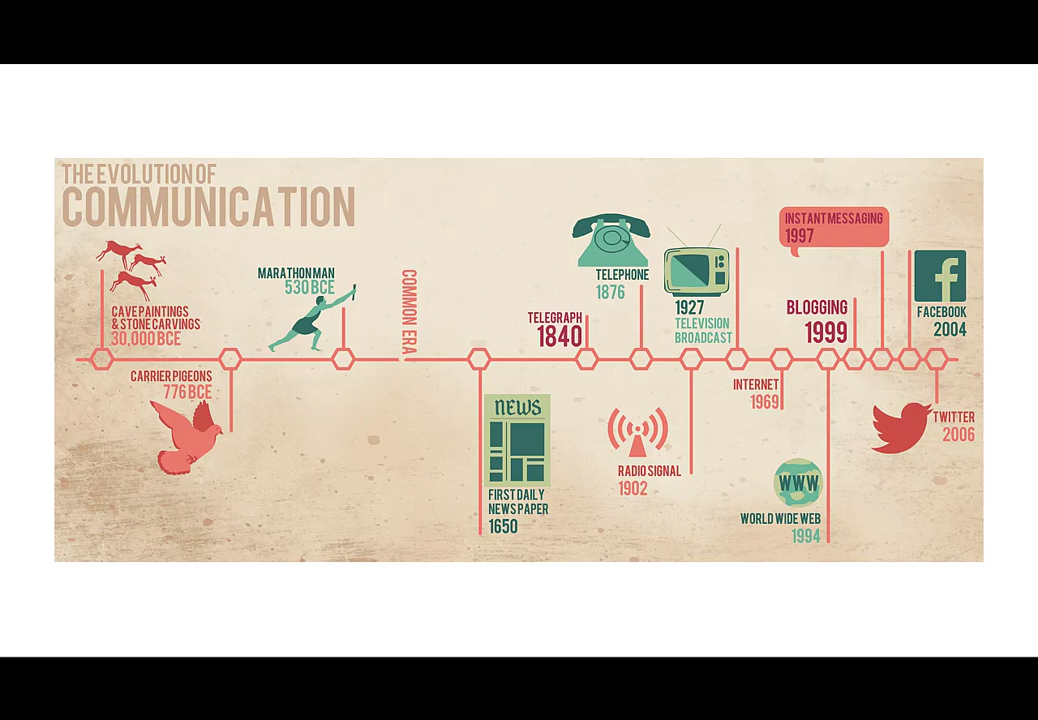 THE EVOLUTION OF
COMMUNICATION
CAVE PAINTINGS
& STONE CARVINGS
30,000 BCE
CARRIER PIGEONS
776 BCE
MARATHON MAN
530 BCE
COMMON ERA
NEWS
FIRST DAILY
NEWS PAPER
1650
TELEGRAPH
1840
TELEPHONE
1876
RADIO SIGNAL
1902
1927
TELEVISION
BROADCAST
INTERNET
1969
WWW
WORLD WIDE WEB
1994
INSTANT MESSAGING
1997
BLOGGING
1999
f
FACEBOOK
2004
TWITTER
2006